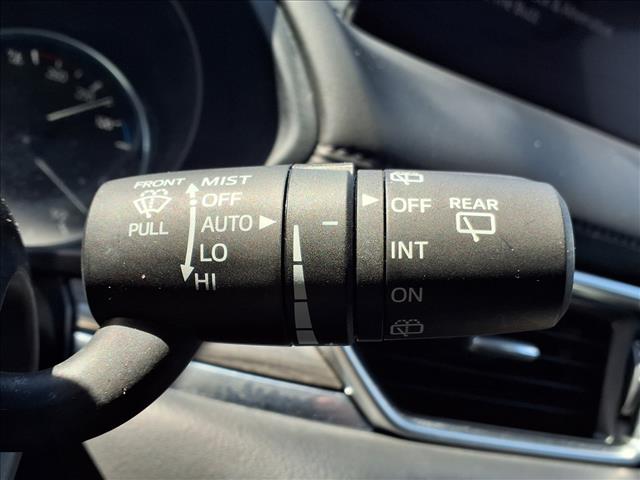 FRONT
PULL
MIST
OFF
AUTO
LO
HI
OFF
INT
ON
REAR